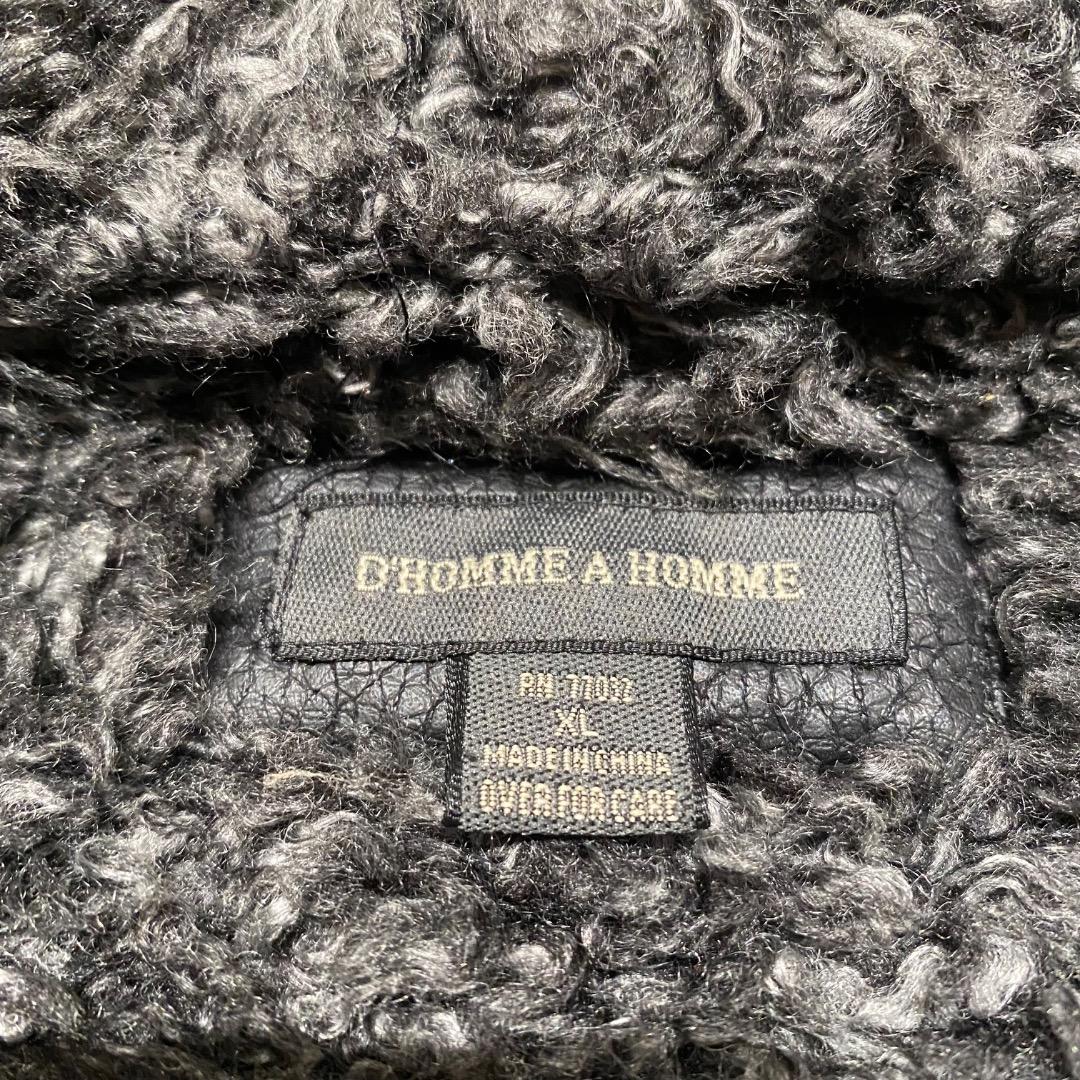 D'HOMME A HOMME
RN 77032
XL
MADE IN CHINA
OVER FOR CARE